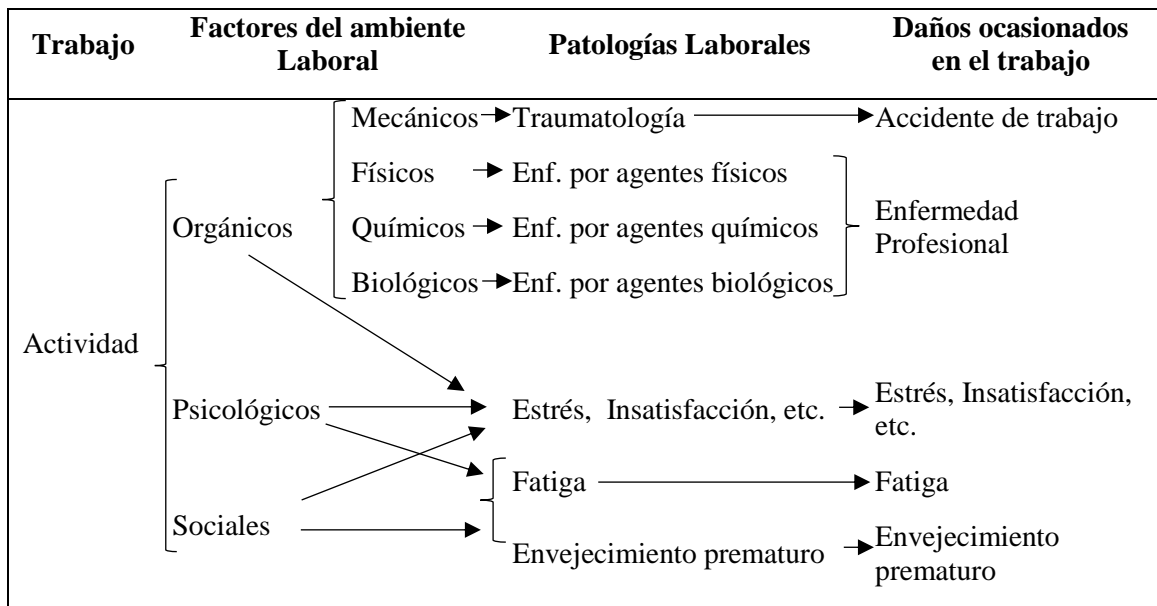 Trabajo
Factores del ambiente
Laboral
Patologías Laborales
Daños ocasionados
en el trabajo
Mecánicos
Traumatología
Accidente de trabajo
Físicos
Enf. por agentes físicos
Orgánicos
Químicos
Enf. por agentes químicos
Enfermedad
Profesional
Biológicos
Enf. por agentes biológicos
Actividad
Psicológicos
Estrés, Insatisfacción, etc.
Estrés, Insatisfacción,
etc.
Fatiga
Fatiga
Sociales
Envejecimiento prematuro
Envejecimiento
prematuro